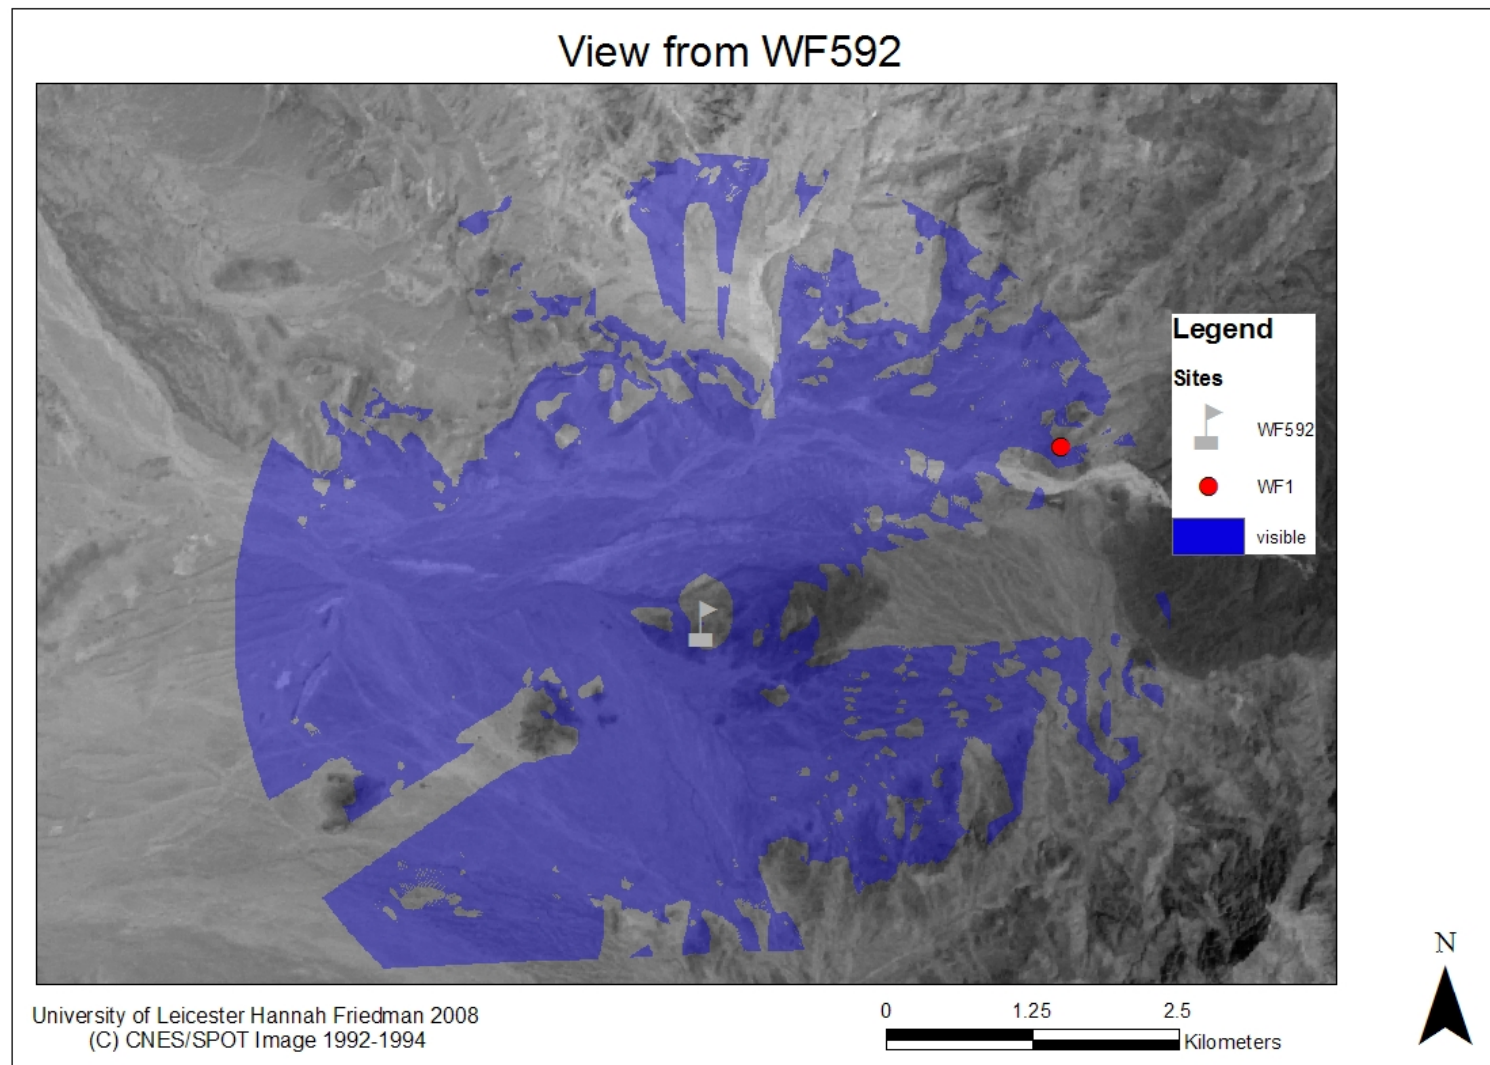 View from WF592
Legend
Sites
WF592
WF1
visible
University of Leicester Hannah Friedman 2008
(C) CNES/SPOT Image 1992-1994
0 1.25 2.5
Kilometers
N